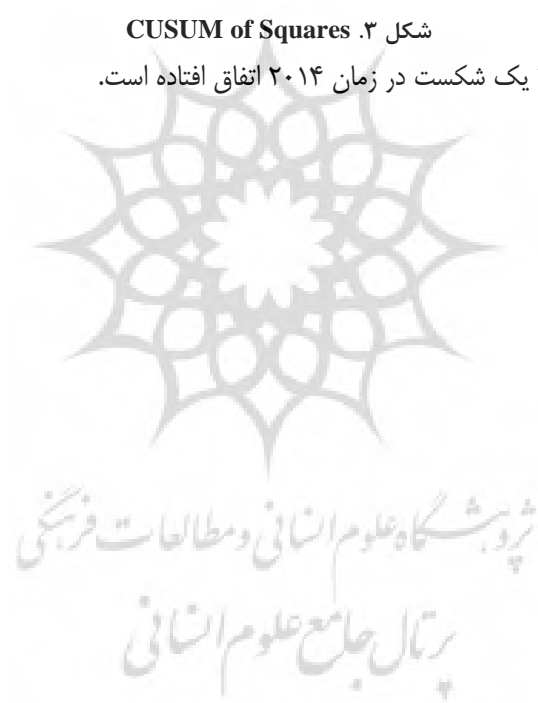 شکل ۳. CUSUM of Squares
یک شکست در زمان ۲۰۱۴ اتفاق افتاده است.
پژوهشگاه علوم انسانی و مطالعات فرهنگی
پرتال جامع علوم انسانی